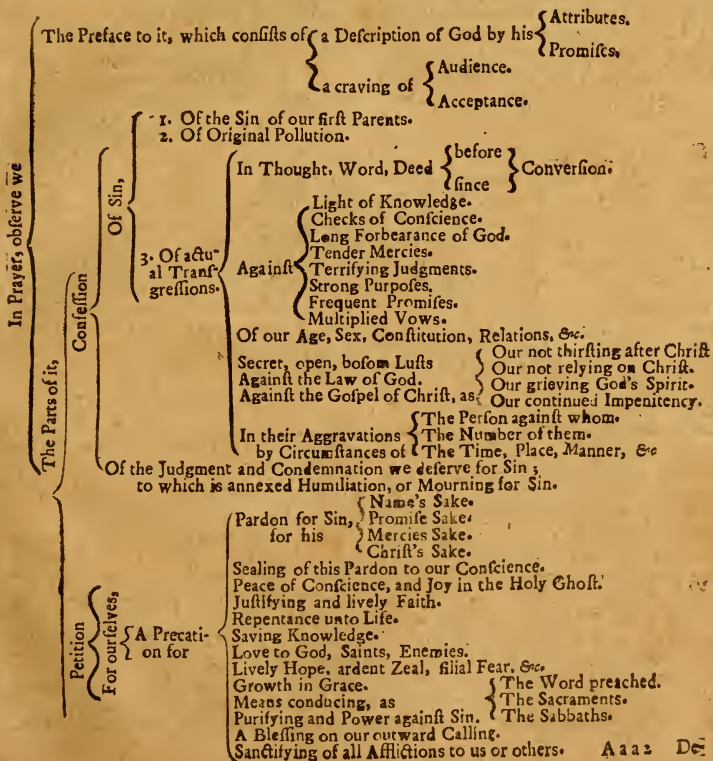 In Prayer, obſerve we
The Preface to it, which conſiſts of
a Deſcription of God by his
Attributes.
Promiſes.
a craving of
Audience.
Acceptance.
The Parts of it,
Confeſſion
Of Sin,
1. Of the Sin of our firſt Parents.
2. Of Original Pollution.
3. Of actu-
al Tranſ-
greſſions.
In Thought, Word, Deed
before
ſince
Converſion.
Againſt
Light of Knowledge.
Checks of Conſcience.
Long Forbearance of God.
Tender Mercies.
Terrifying Judgments.
Strong Purpoſes.
Frequent Promiſes.
Multiplied Vows.
Of our Age, Sex, Conſtitution, Relations, &c.
Secret, open, boſom Luſts
Againſt the Law of God.
Againſt the Goſpel of Chriſt, as
Our not thirſting after Chriſt
Our not relying on Chriſt.
Our grieving God's Spirit.
Our continued Impenitency.
In their Aggravations
by Circumſtances of
The Perſon againſt whom.
The Number of them.
The Time, Place, Manner, &c
Of the Judgment and Condemnation we deſerve for Sin ;
to which is annexed Humiliation, or Mourning for Sin.
Petition
For ourſelves,
A Precati-
on for
Pardon for Sin,
for his
Name's Sake.
Promiſe Sake.
Mercies Sake.
Chriſt's Sake.
Sealing of this Pardon to our Conſcience.
Peace of Conſcience, and Joy in the Holy Ghoſt.
Juſtifying and lively Faith.
Repentance unto Life.
Saving Knowledge.
Love to God, Saints, Enemies.
Lively Hope, ardent Zeal, filial Fear, &c.
Growth in Grace.
Means conducing, as
The Word preached.
The Sacraments.
The Sabbaths.
Purifying and Power againſt Sin.
A Bleſſing on our outward Calling.
Sanctifying of all Afflictions to us or others.
A a a 2 De